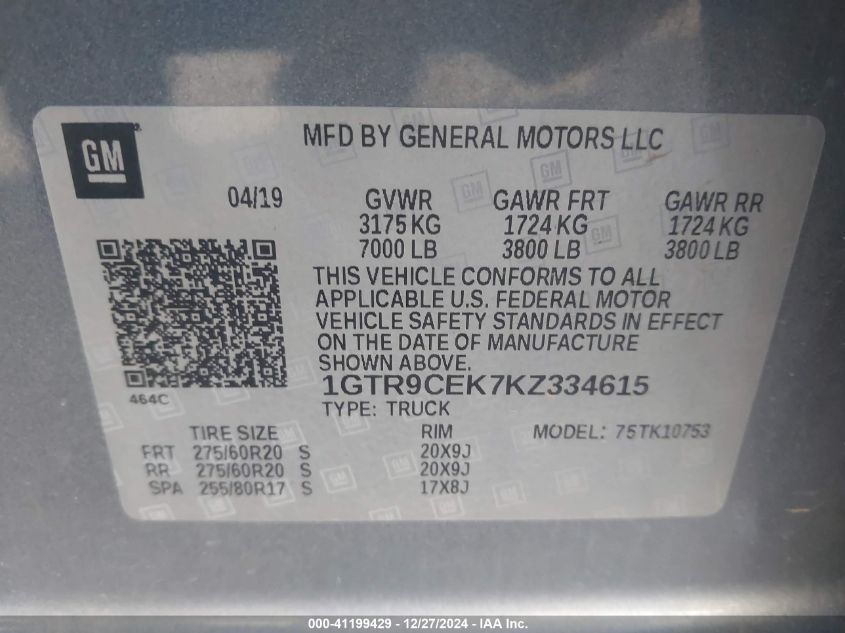 GM
MFD BY GENERAL MOTORS LLC
04/19
GVWR GAWR FRT GAWR RR
3175 KG 1724 KG 1724 KG
7000 LB 3800 LB 3800 LB
THIS VEHICLE CONFORMS TO ALL
APPLICABLE U.S. FEDERAL MOTOR
VEHICLE SAFETY STANDARDS IN EFFECT
ON THE DATE OF MANUFACTURE
SHOWN ABOVE.
464C
1GTR9CEK7KZ334615
TYPE: TRUCK
TIRE SIZE RIM MODEL: 75TK10753
FRT 275/60R20 S 20X9J
RR 275/60R20 S 20X9J
SPA 255/80R17 S 17X8J
000-41199429 - 12/27/2024 - IAA Inc.